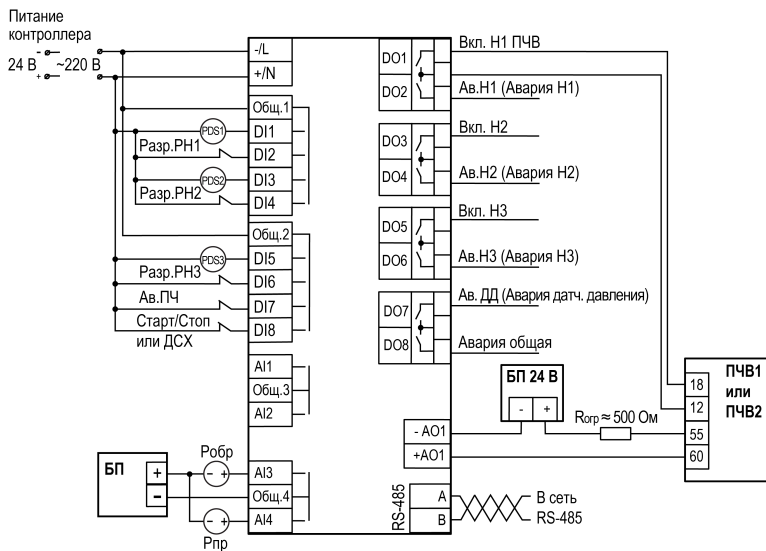 Питание
контроллера
24 В ~220 В
-
+
-/L
+/N
Общ.1
PDS1
DI1
Разр.РН1
DI2
PDS2
DI3
Разр.РН2
DI4
Общ.2
PDS3
DI5
Разр.РН3
DI6
Ав.ПЧ
DI7
Старт/Стоп
или ДСХ
DI8
AI1
Общ.3
AI2
БП
+
-
Pобр
- +
AI3
Общ.4
AI4
- +
Pпр
DO1
DO2
Вкл. Н1 ПЧВ
Ав.Н1 (Авария Н1)
DO3
DO4
Вкл. Н2
Ав.Н2 (Авария Н2)
DO5
DO6
Вкл. Н3
Ав.Н3 (Авария Н3)
DO7
DO8
Ав. ДД (Авария датч. давления)
Авария общая
БП 24 В
- +
Rогр ≈ 500 Ом
- AO1
+AO1
RS-485
A
B
В сеть
RS-485
ПЧВ1
или
ПЧВ2
18
12
55
60